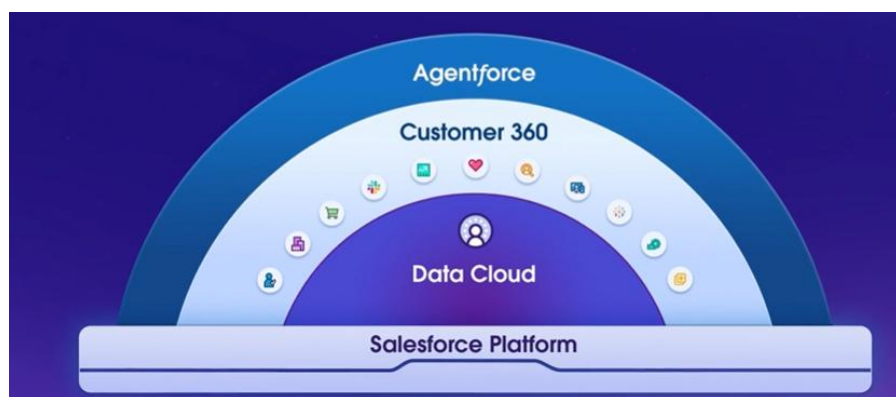 Agentforce
Customer 360
Data Cloud
Salesforce Platform